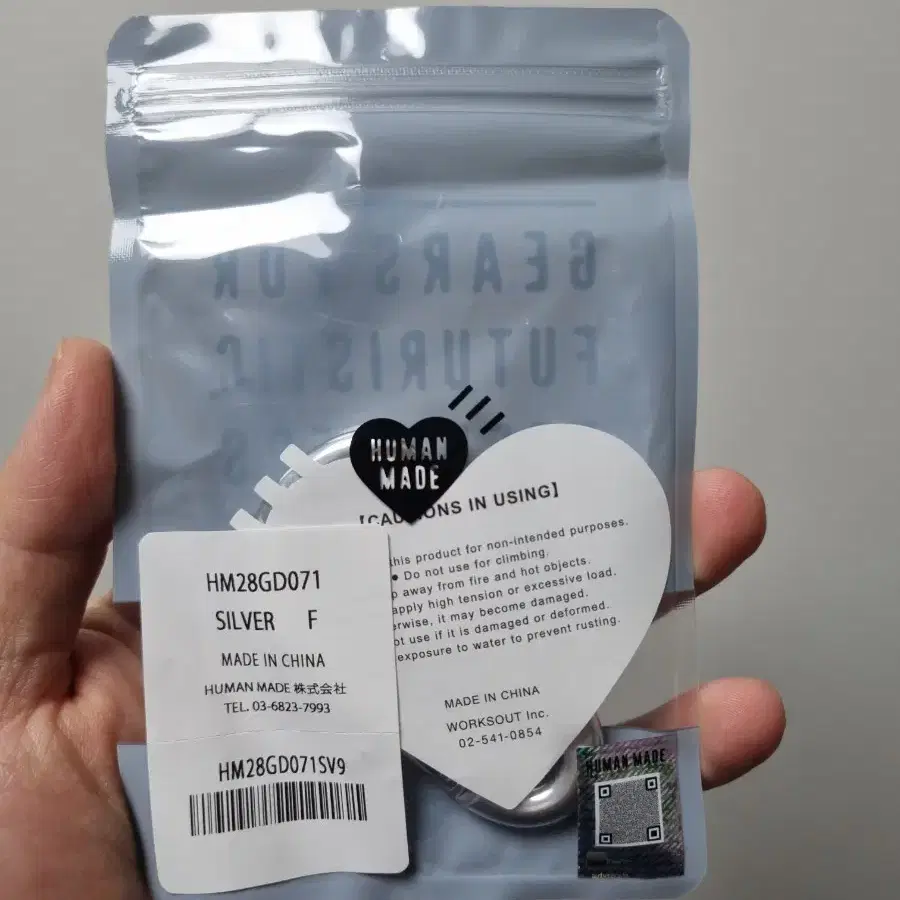 GEARS FOR
FUTURISTIC
HUMAN
MADE
IONS IN USING】
this product for non-intended purposes.
• Do not use for climbing.
away from fire and hot objects.
apply high tension or excessive load.
it may become damaged.
use if it is damaged or deformed.
exposure to water to prevent rusting.
MADE IN CHINA
WORKSOUT Inc.
02-541-0854
HM28GD071
SILVER F
MADE IN CHINA
HUMAN MADE 株式会社
TEL. 03-6823-7993
HM28GD071SV9
HUMAN MADE